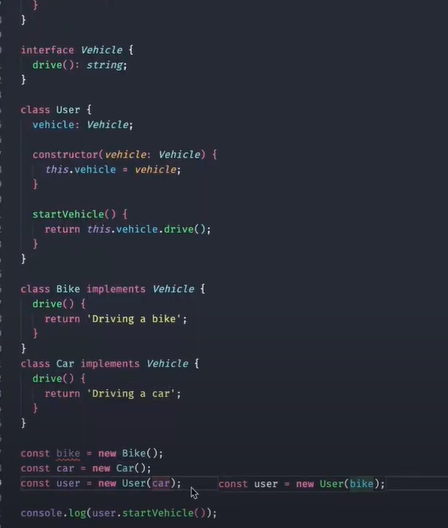 }
}
interface Vehicle {
drive(): string;
}
class User {
vehicle: Vehicle;
constructor(vehicle: Vehicle) {
this.vehicle = vehicle;
}
startVehicle() {
return this.vehicle.drive();
}
}
class Bike implements Vehicle {
drive() {
return 'Driving a bike';
}
}
class Car implements Vehicle {
drive() {
return 'Driving a car';
}
}
const bike = new Bike();
const car = new Car();
const user = new User(car); const user = new User(bike);
console.log(user.startVehicle());